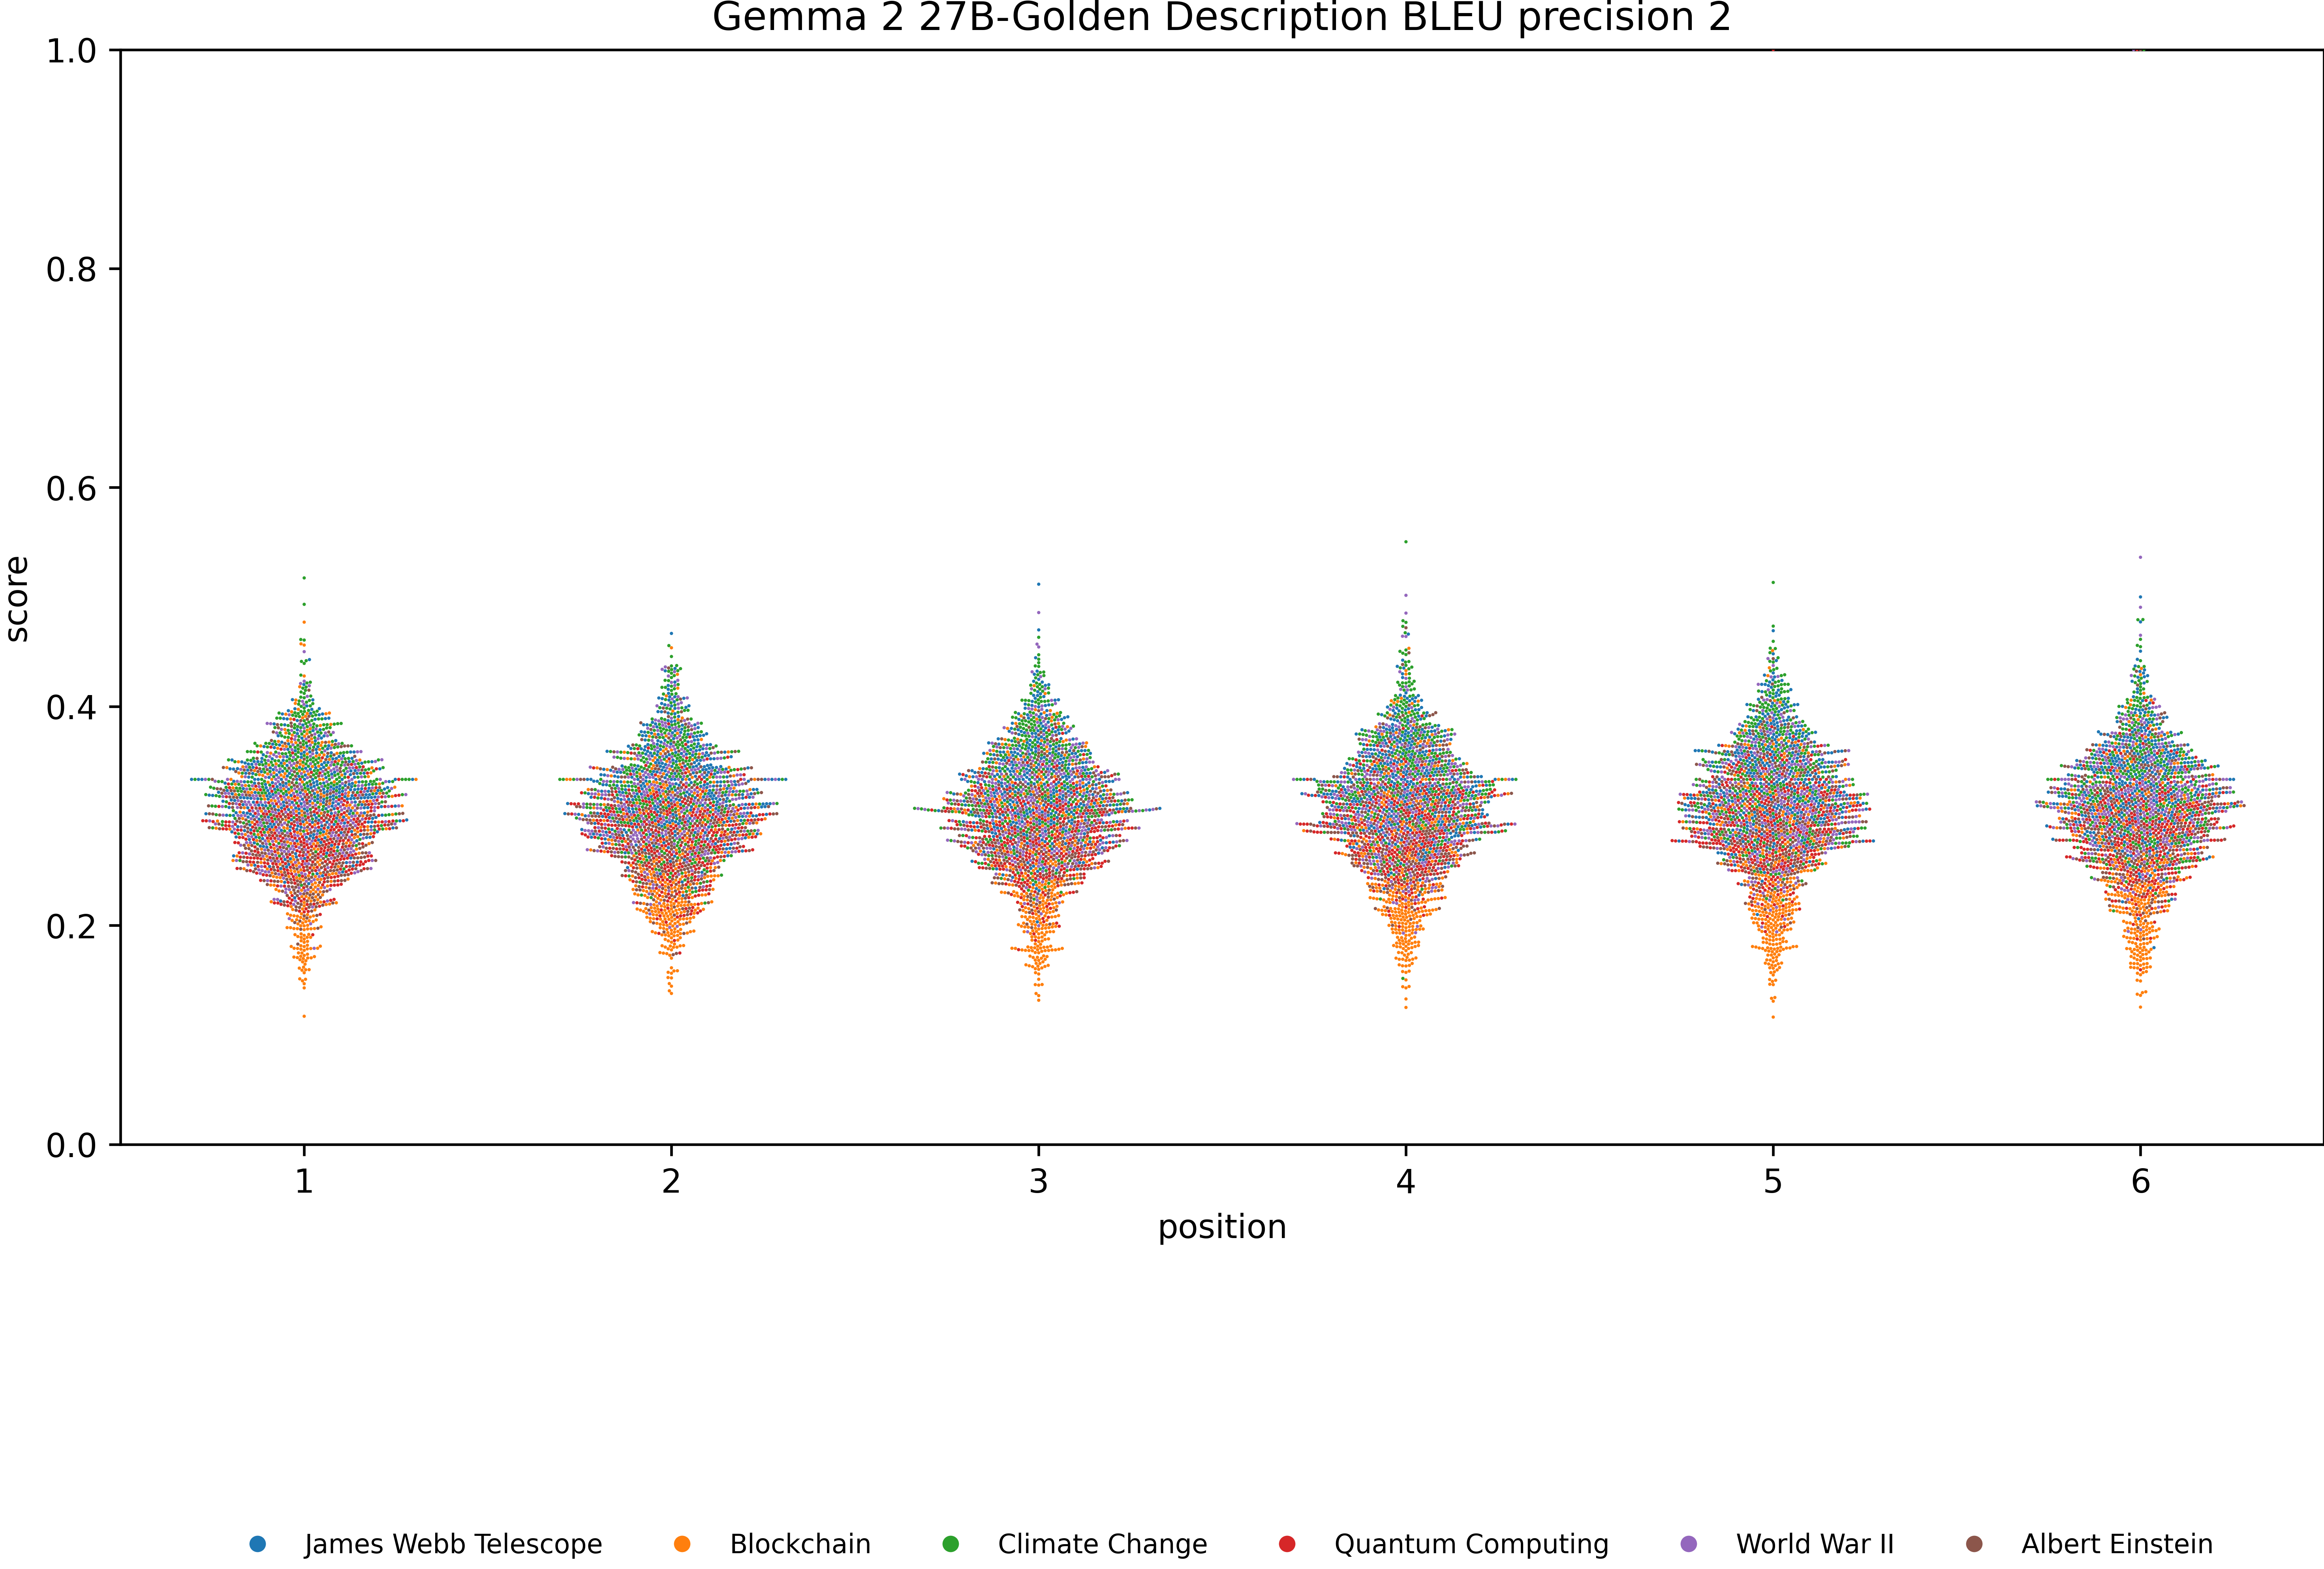 Gemma 2 27B-Golden Description BLEU precision 2
1.0
0.8
0.6
0.4
0.2
0.0
score
1 2 3 4 5 6
position
James Webb Telescope Blockchain Climate Change Quantum Computing World War II Albert Einstein